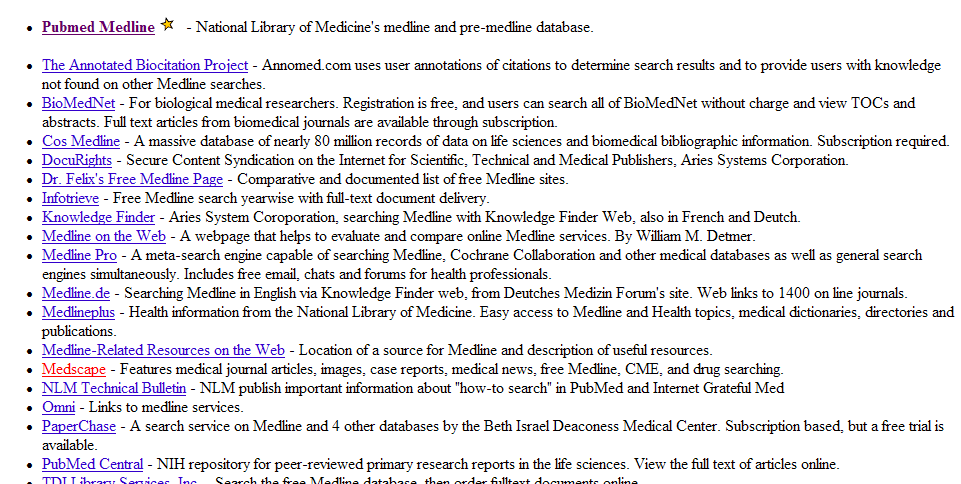 Pubmed Medline - National Library of Medicine's medline and pre-medline database.
The Annotated Biocitation Project - Annomed.com uses user annotations of citations to determine search results and to provide users with knowledge
not found on other Medline searches.
BioMedNet - For biological medical researchers. Registration is free, and users can search all of BioMedNet without charge and view TOCs and
abstracts. Full text articles from biomedical journals are available through subscription.
Cos Medline - A massive database of nearly 80 million records of data on life sciences and biomedical bibliographic information. Subscription required.
DocuRights - Secure Content Syndication on the Internet for Scientific, Technical and Medical Publishers, Aries Systems Corporation.
Dr. Felix's Free Medline Page - Comparative and documented list of free Medline sites.
Infotrieve - Free Medline search yearwise with full-text document delivery.
Knowledge Finder - Aries System Coroporation, searching Medline with Knowledge Finder Web, also in French and Deutch.
Medline on the Web - A webpage that helps to evaluate and compare online Medline services. By William M. Detmer.
Medline Pro - A meta-search engine capable of searching Medline, Cochrane Collaboration and other medical databases as well as general search
engines simultaneously. Includes free email, chats and forums for health professionals.
Medline.de - Searching Medline in English via Knowledge Finder web, from Deutches Medizin Forum's site. Web links to 1400 on line journals.
Medlineplus - Health information from the National Library of Medicine. Easy access to Medline and Health topics, medical dictionaries, directories and
publications.
Medline-Related Resources on the Web - Location of a source for Medline and description of useful resources.
Medscape - Features medical journal articles, images, case reports, medical news, free Medline, CME, and drug searching.
NLM Technical Bulletin - NLM publish important information about "how-to search" in PubMed and Internet Grateful Med
Omni - Links to medline services.
PaperChase - A search service on Medline and 4 other databases by the Beth Israel Deaconess Medical Center. Subscription based, but a free trial is
available.
PubMed Central - NIH repository for peer-reviewed primary research reports in the life sciences. View the full text of articles online.
TDI Library Services, Inc. - Search the free Medline database, then order fulltext documents online.